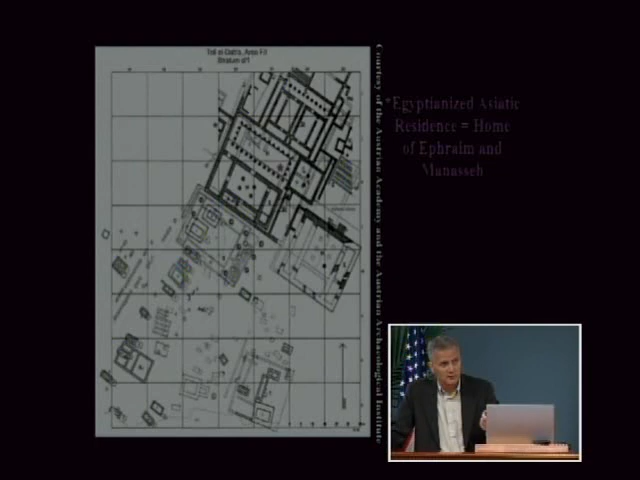 Tell el-Dab'a, Area F/I
Stratum d/1
Courtesy of the Austrian Academy and the Austrian Archaeological Institute
*Egyptianized Asiatic
Residence = Home
of Ephraim and
Manasseh